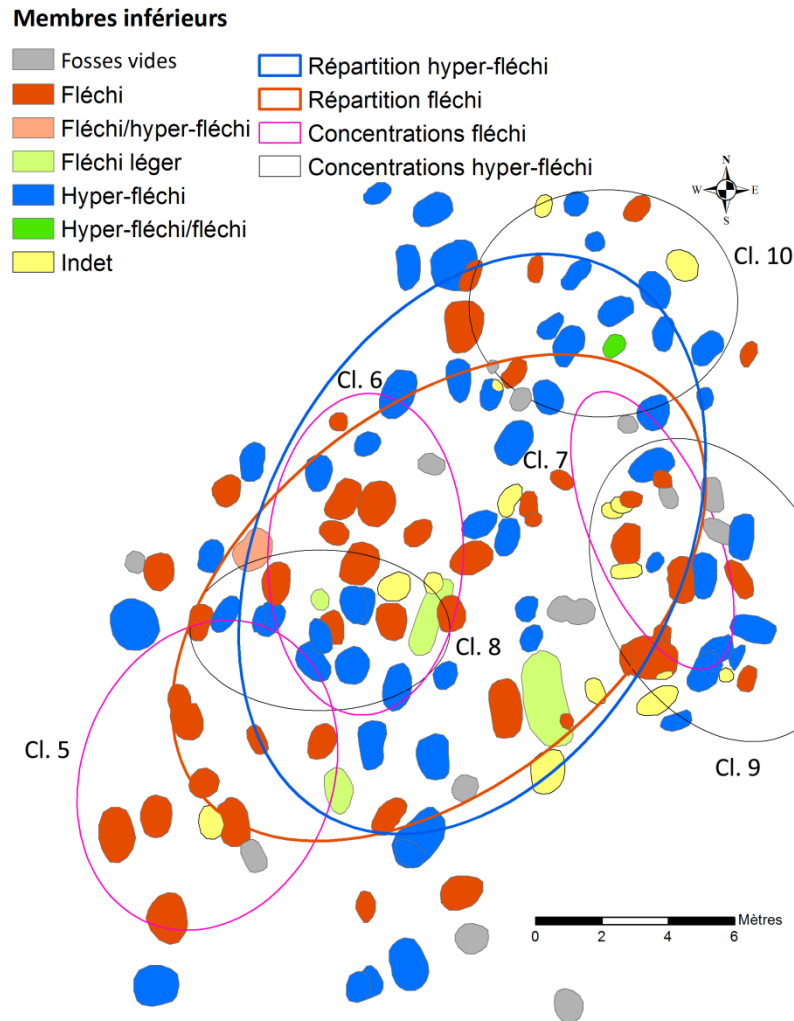 Membres inférieurs
Fosses vides
Fléchi
Fléchi/hyper-fléchi
Fléchi léger
Hyper-fléchi
Hyper-fléchi/fléchi
Indet
Répartition hyper-fléchi
Répartition fléchi
Concentrations fléchi
Concentrations hyper-fléchi
N
W E
S
Cl. 10
Cl. 6
Cl. 7
Cl. 8
Cl. 5
Cl. 9
Mètres
0 2 4 6